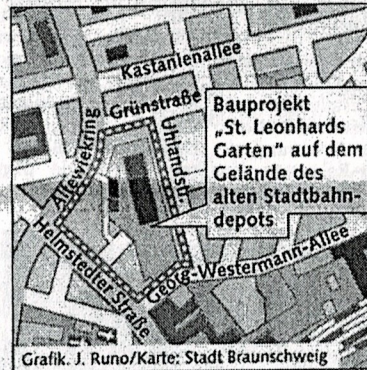 Kastanienallee
Grünstraße
Altewiekring
Uhlandstr.
Bauprojekt
„St. Leonhards
Garten“ auf dem
Gelände des
alten Stadtbahn-
depots
Helmstedter Straße
Georg-Westermann-Allee
Grafik. J. Runo/Karte: Stadt Braunschweig